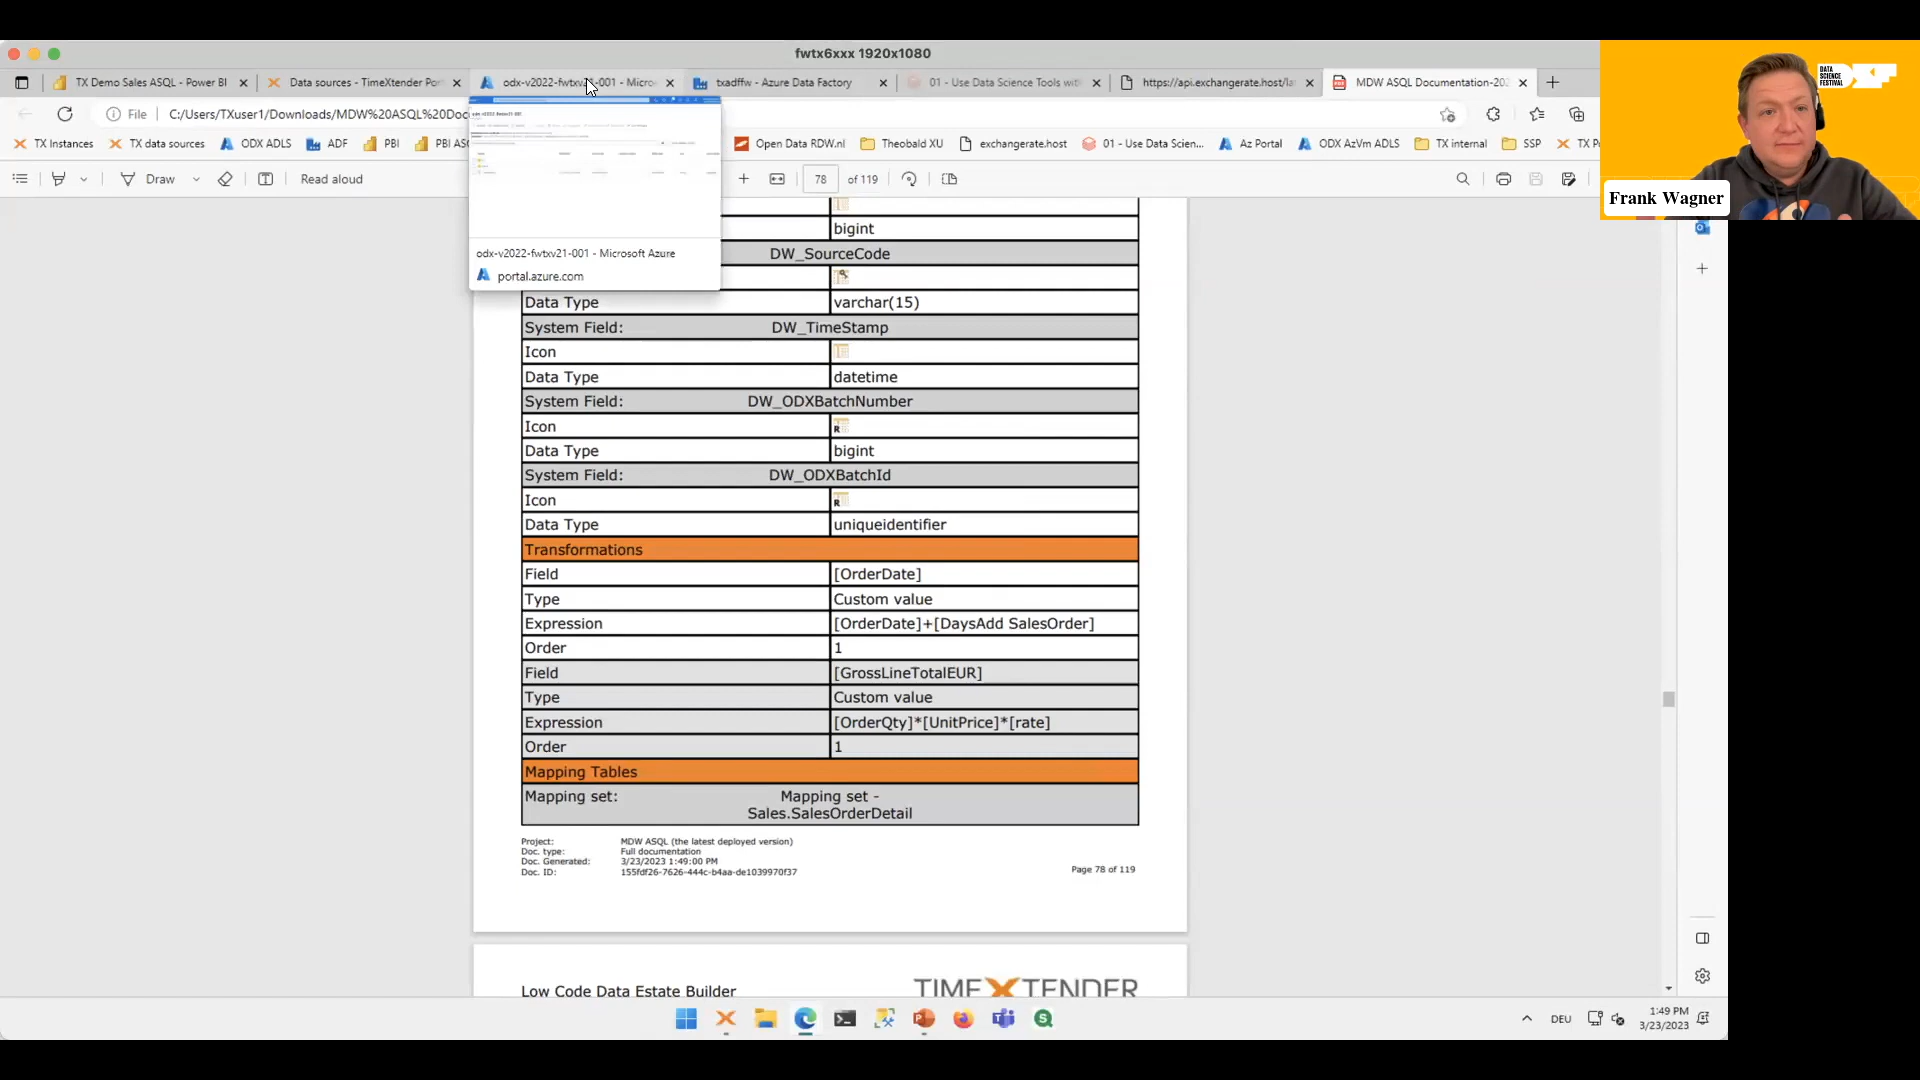 fwtx6xxx 1920x1080
TX Demo Sales ASQL - Power BI
Data sources - TimeXtender Por
odx-v2022-fwtxv21-001 - Micro
txadffw - Azure Data Factory
01 - Use Data Science Tools with
https://api.exchangerate.host/la
MDW ASQL Documentation-202
File
C:/Users/TXuser1/Downloads/MDW%20ASQL%20Doc
TX Instances
TX data sources
ODX ADLS
ADF
PBI
PBI ASQ
Open Data RDW.nl
Theobald XU
exchangerate.host
01 - Use Data Scien...
Az Portal
ODX AzVm ADLS
TX internal
SSP
TX P
Draw
Read aloud
78
of 119
DATA
SCIENCE
FESTIVAL
Frank Wagner
odx-v2022-fwtxv21-001 - Microsoft Azure
portal.azure.com
bigint
DW_SourceCode
Data Type
varchar(15)
System Field:
DW_TimeStamp
Icon
Data Type
datetime
System Field:
DW_ODXBatchNumber
Icon
Data Type
bigint
System Field:
DW_ODXBatchId
Icon
Data Type
uniqueidentifier
Transformations
Field
[OrderDate]
Type
Custom value
Expression
[OrderDate]+[DaysAdd SalesOrder]
Order
1
Field
[GrossLineTotalEUR]
Type
Custom value
Expression
[OrderQty]*[UnitPrice]*[rate]
Order
1
Mapping Tables
Mapping set:
Mapping set -
Sales.SalesOrderDetail
Project:
MDW ASQL (the latest deployed version)
Doc. type:
Full documentation
Doc. Generated:
3/23/2023 1:49:00 PM
Doc. ID:
155fdf26-7626-444c-b4aa-de1039970f37
Page 78 of 119
Low Code Data Estate Builder
TIMEXTENDER
DEU
1:49 PM
3/23/2023